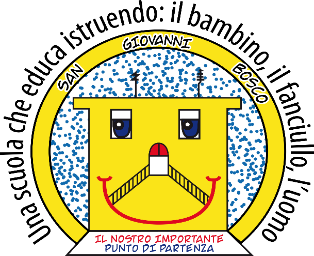 Una scuola che educa istruendo: il bambino, il fanciullo, l'uomo
SAN GIOVANNI BOSCO
IL NOSTRO IMPORTANTE
PUNTO DI PARTENZA